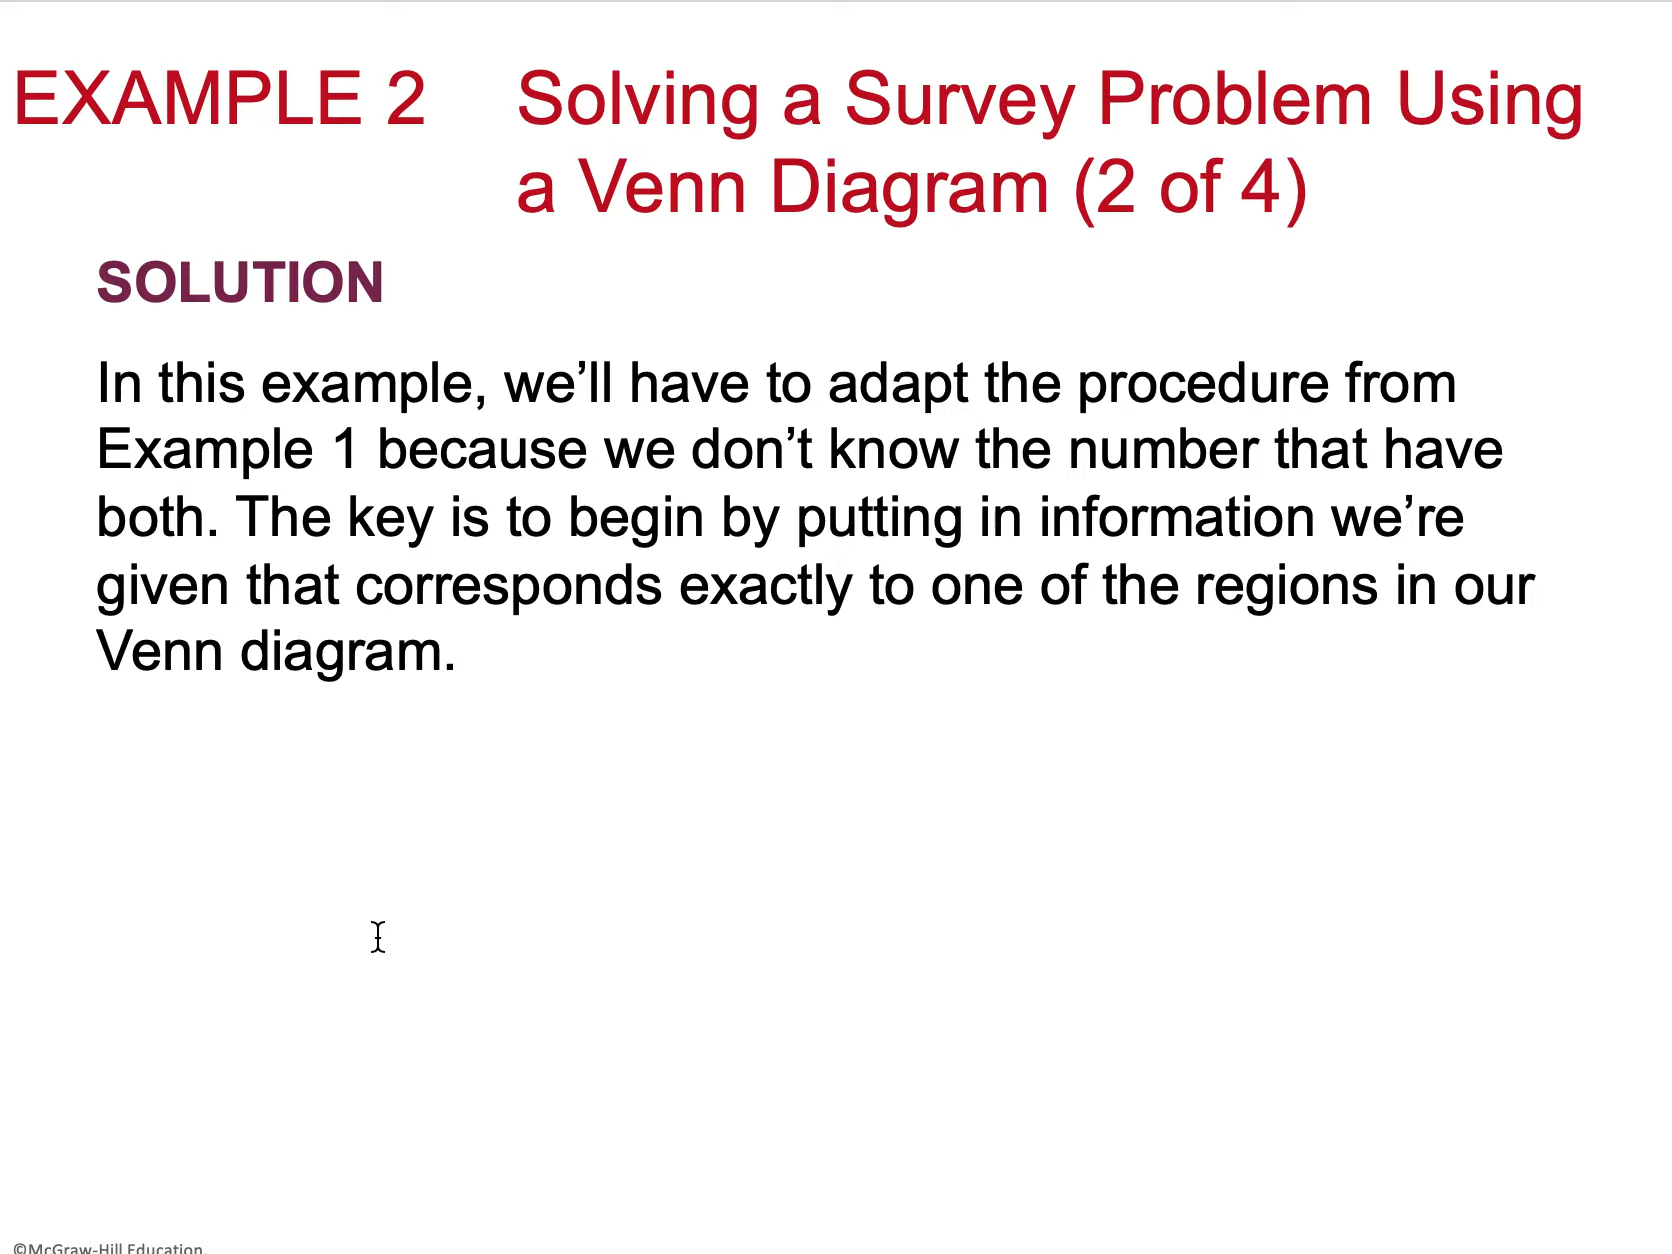 EXAMPLE 2 Solving a Survey Problem Using
a Venn Diagram (2 of 4)
SOLUTION
In this example, we’ll have to adapt the procedure from
Example 1 because we don’t know the number that have
both. The key is to begin by putting in information we’re
given that corresponds exactly to one of the regions in our
Venn diagram.
©McGraw-Hill Education.